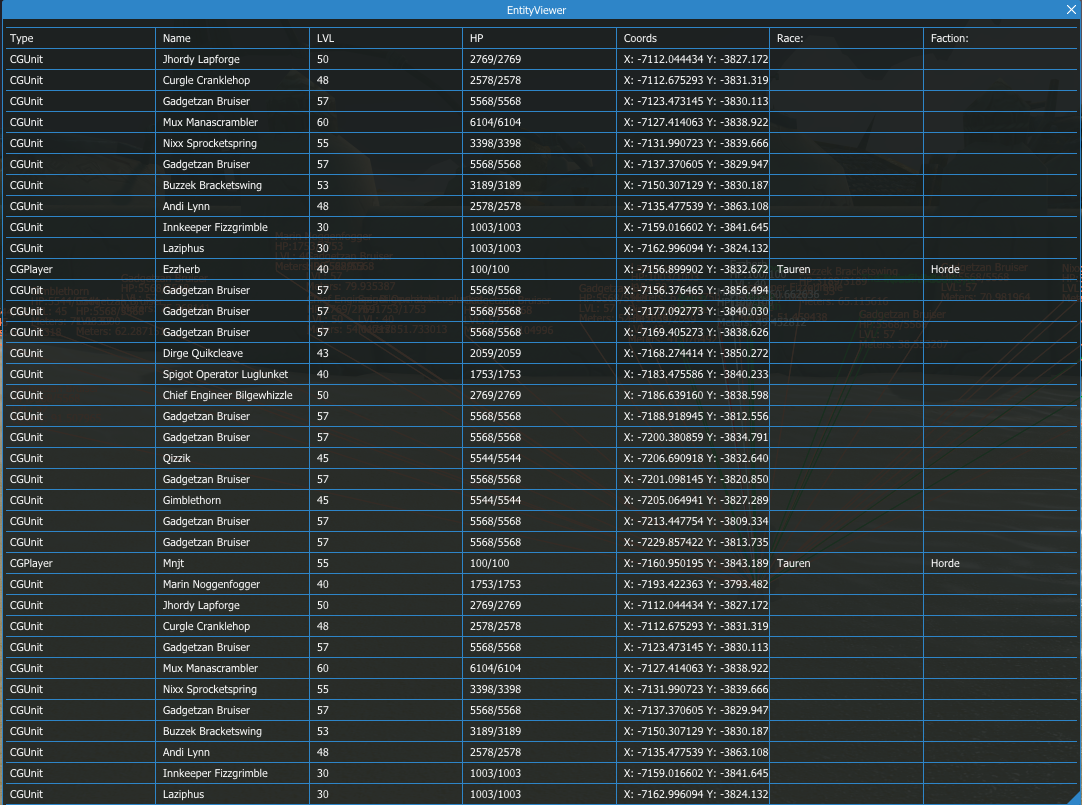 EntityViewer
Type Name LVL HP Coords Race: Faction:
CGUnit Jhordy Lapforge 50 2769/2769 X: -7112.044434 Y: -3827.172
CGUnit Curgle Cranklehop 48 2578/2578 X: -7112.675293 Y: -3831.319
CGUnit Gadgetzan Bruiser 57 5568/5568 X: -7123.473145 Y: -3830.113
CGUnit Mux Manascrambler 60 6104/6104 X: -7127.414063 Y: -3838.922
CGUnit Nixx Sprocketspring 55 3398/3398 X: -7131.990723 Y: -3839.666
CGUnit Gadgetzan Bruiser 57 5568/5568 X: -7137.370605 Y: -3829.947
CGUnit Buzzek Bracketswing 53 3189/3189 X: -7150.307129 Y: -3830.187
CGUnit Andi Lynn 48 2578/2578 X: -7135.477539 Y: -3863.108
CGUnit Innkeeper Fizzgrimble 30 1003/1003 X: -7159.016602 Y: -3841.645
CGUnit Laziphus 30 1003/1003 X: -7162.996094 Y: -3824.132
CGPlayer Ezzherb 40 100/100 X: -7156.899902 Y: -3832.672 Tauren Horde
CGUnit Gadgetzan Bruiser 57 5568/5568 X: -7156.376465 Y: -3856.494
CGUnit Gadgetzan Bruiser 57 5568/5568 X: -7177.092773 Y: -3840.030
CGUnit Gadgetzan Bruiser 57 5568/5568 X: -7169.405273 Y: -3838.626
CGUnit Dirge Quikcleave 43 2059/2059 X: -7168.274414 Y: -3850.272
CGUnit Spigot Operator Luglunket 40 1753/1753 X: -7183.475586 Y: -3840.233
CGUnit Chief Engineer Bilgewhizzle 50 2769/2769 X: -7186.639160 Y: -3838.598
CGUnit Gadgetzan Bruiser 57 5568/5568 X: -7188.918945 Y: -3812.556
CGUnit Gadgetzan Bruiser 57 5568/5568 X: -7200.380859 Y: -3834.791
CGUnit Qizzik 45 5544/5544 X: -7206.690918 Y: -3832.640
CGUnit Gadgetzan Bruiser 57 5568/5568 X: -7201.098145 Y: -3820.850
CGUnit Gimblethorn 45 5544/5544 X: -7205.064941 Y: -3827.289
CGUnit Gadgetzan Bruiser 57 5568/5568 X: -7213.447754 Y: -3809.334
CGUnit Gadgetzan Bruiser 57 5568/5568 X: -7229.857422 Y: -3813.735
CGPlayer Mnjt 55 100/100 X: -7160.950195 Y: -3843.189 Tauren Horde
CGUnit Marin Noggenfogger 40 1753/1753 X: -7193.422363 Y: -3793.482
CGUnit Jhordy Lapforge 50 2769/2769 X: -7112.044434 Y: -3827.172
CGUnit Curgle Cranklehop 48 2578/2578 X: -7112.675293 Y: -3831.319
CGUnit Gadgetzan Bruiser 57 5568/5568 X: -7123.473145 Y: -3830.113
CGUnit Mux Manascrambler 60 6104/6104 X: -7127.414063 Y: -3838.922
CGUnit Nixx Sprocketspring 55 3398/3398 X: -7131.990723 Y: -3839.666
CGUnit Gadgetzan Bruiser 57 5568/5568 X: -7137.370605 Y: -3829.947
CGUnit Buzzek Bracketswing 53 3189/3189 X: -7150.307129 Y: -3830.187
CGUnit Andi Lynn 48 2578/2578 X: -7135.477539 Y: -3863.108
CGUnit Innkeeper Fizzgrimble 30 1003/1003 X: -7159.016602 Y: -3841.645
CGUnit Laziphus 30 1003/1003 X: -7162.996094 Y: -3824.132